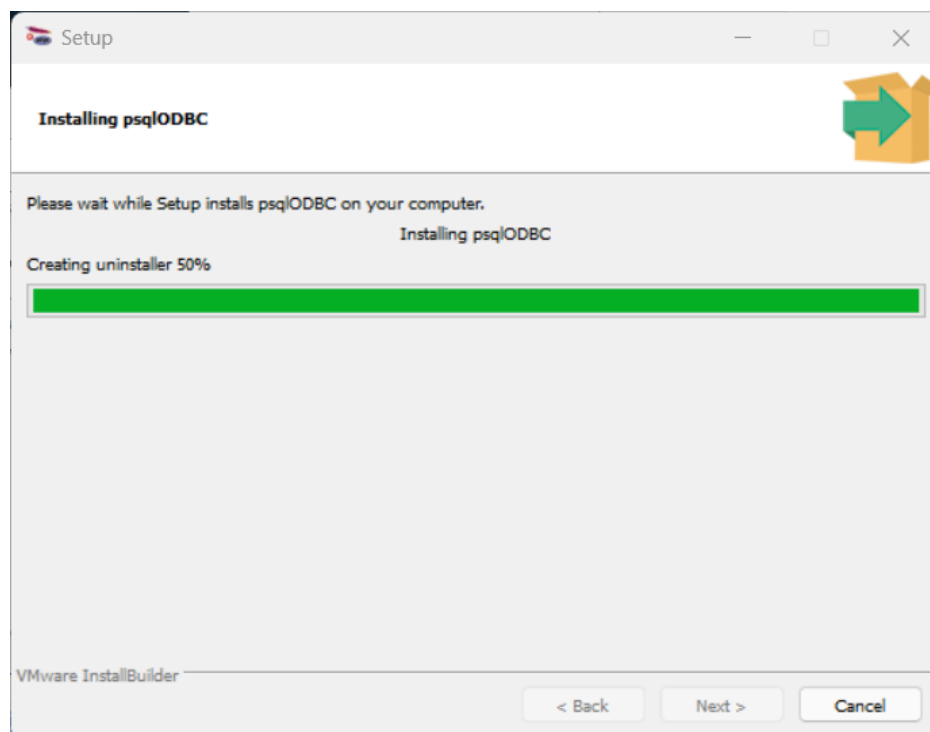 Setup
Installing psqlODBC
Please wait while Setup installs psqlODBC on your computer.
Installing psqlODBC
Creating uninstaller 50%
VMware InstallBuilder
< Back
Next >
Cancel